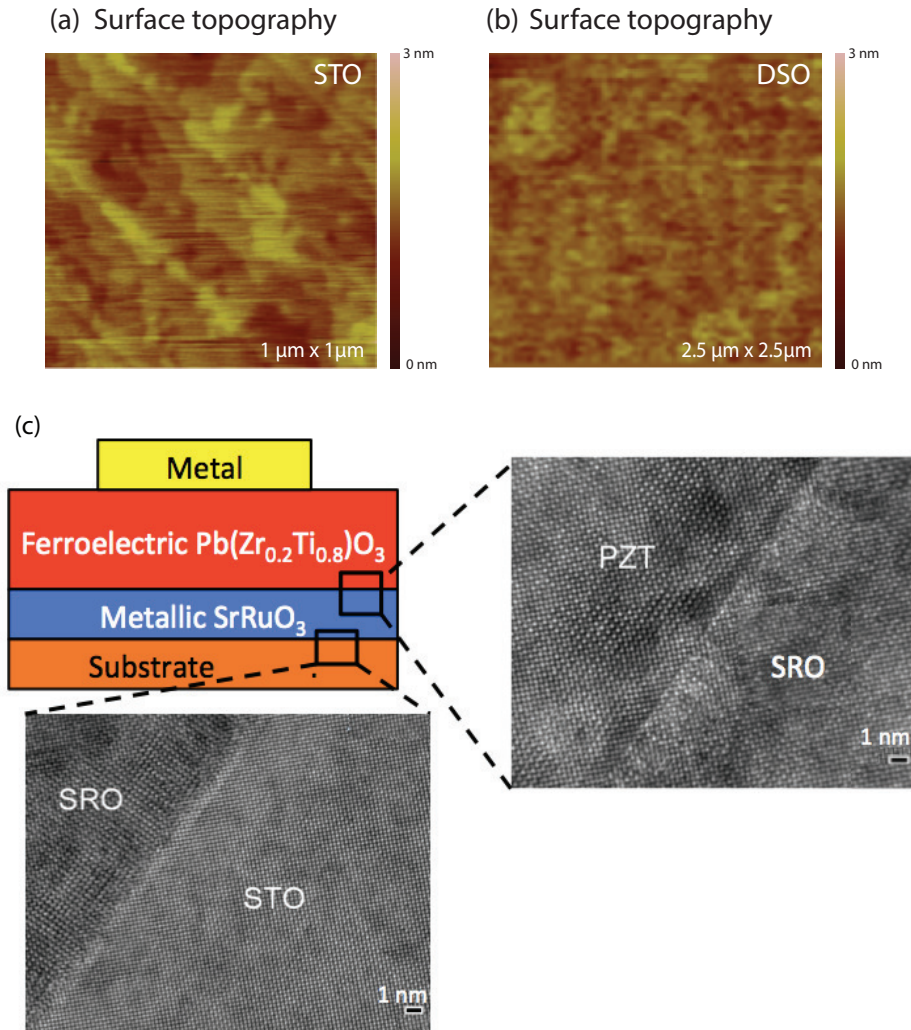 (a) Surface topography
STO
3 nm
1 µm x 1µm
0 nm
(b) Surface topography
DSO
3 nm
2.5 µm x 2.5µm
0 nm
(c)
Metal
Ferroelectric Pb(Zr0.2Ti0.8)O3
Metallic SrRuO3
Substrate
PZT
SRO
1 nm
SRO
STO
1 nm